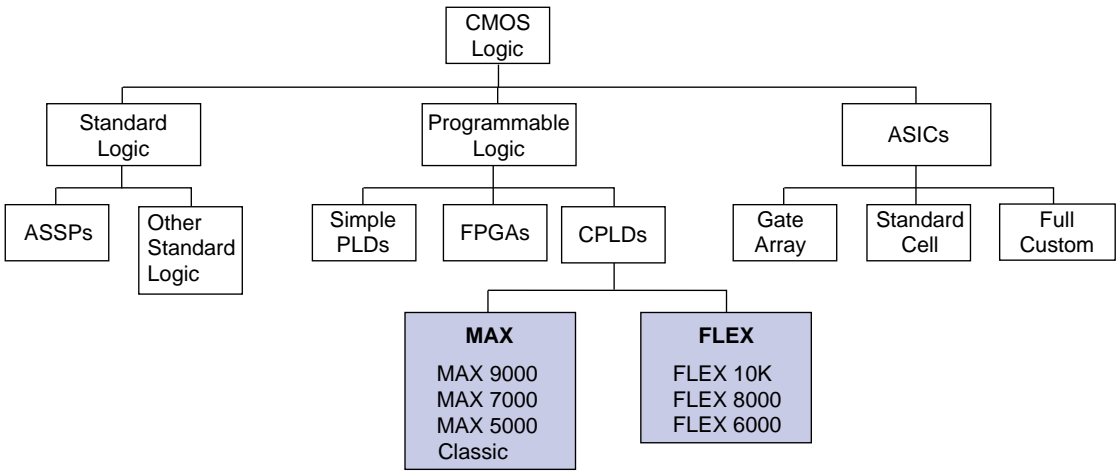 CMOS
Logic
Standard
Logic
Programmable
Logic
ASICs
ASSPs
Other
Standard
Logic
Simple
PLDs
FPGAs
CPLDs
Gate
Array
Standard
Cell
Full
Custom
MAX
MAX 9000
MAX 7000
MAX 5000
Classic
FLEX
FLEX 10K
FLEX 8000
FLEX 6000